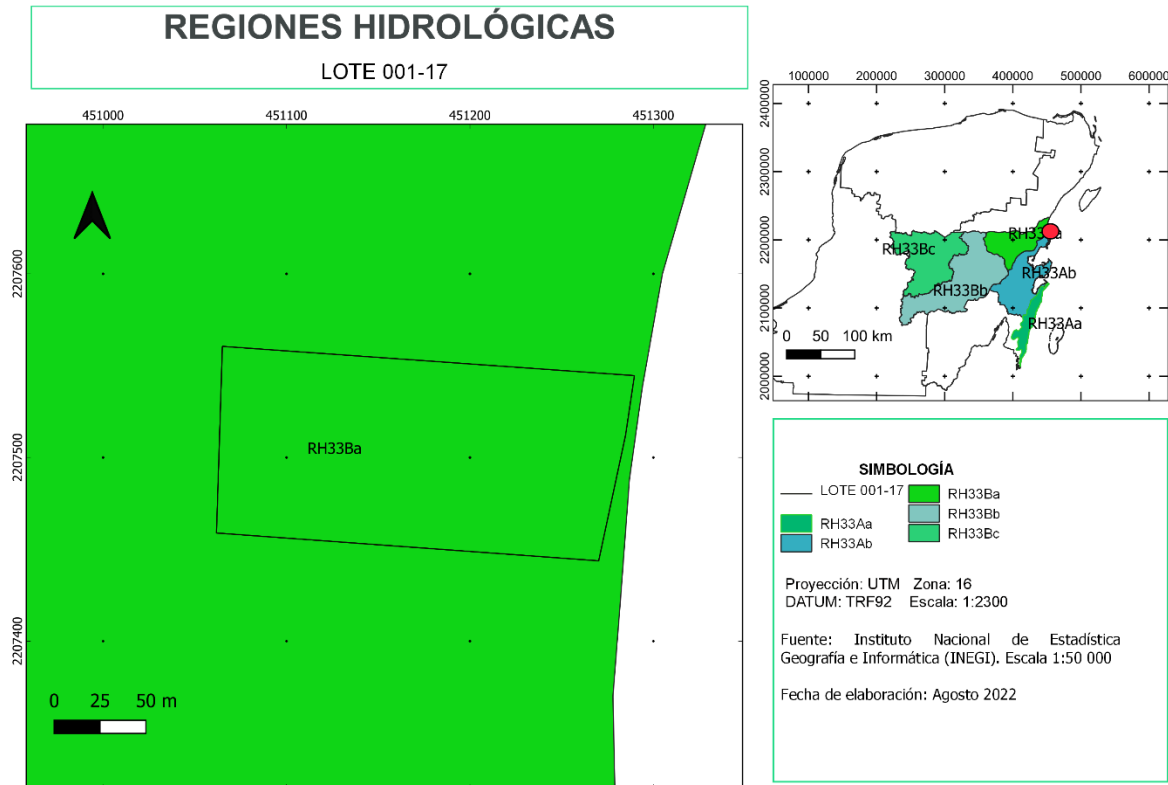 REGIONES HIDROLÓGICAS
LOTE 001-17
451000 451100 451200 451300
2207600
2207500
2207400
RH33Ba
0 25 50 m
100000 200000 300000 400000 500000 600000
2400000
2300000
2200000
2100000
2000000
RH33Bc
RH33Bb
RH33Ab
RH33Aa
0 50 100 km
SIMBOLOGÍA
LOTE 001-17
RH33Aa
RH33Ab
RH33Ba
RH33Bb
RH33Bc
Proyección: UTM Zona: 16
DATUM: TRF92 Escala: 1:2300
Fuente: Instituto Nacional de Estadística
Geografía e Informática (INEGI). Escala 1:50 000
Fecha de elaboración: Agosto 2022